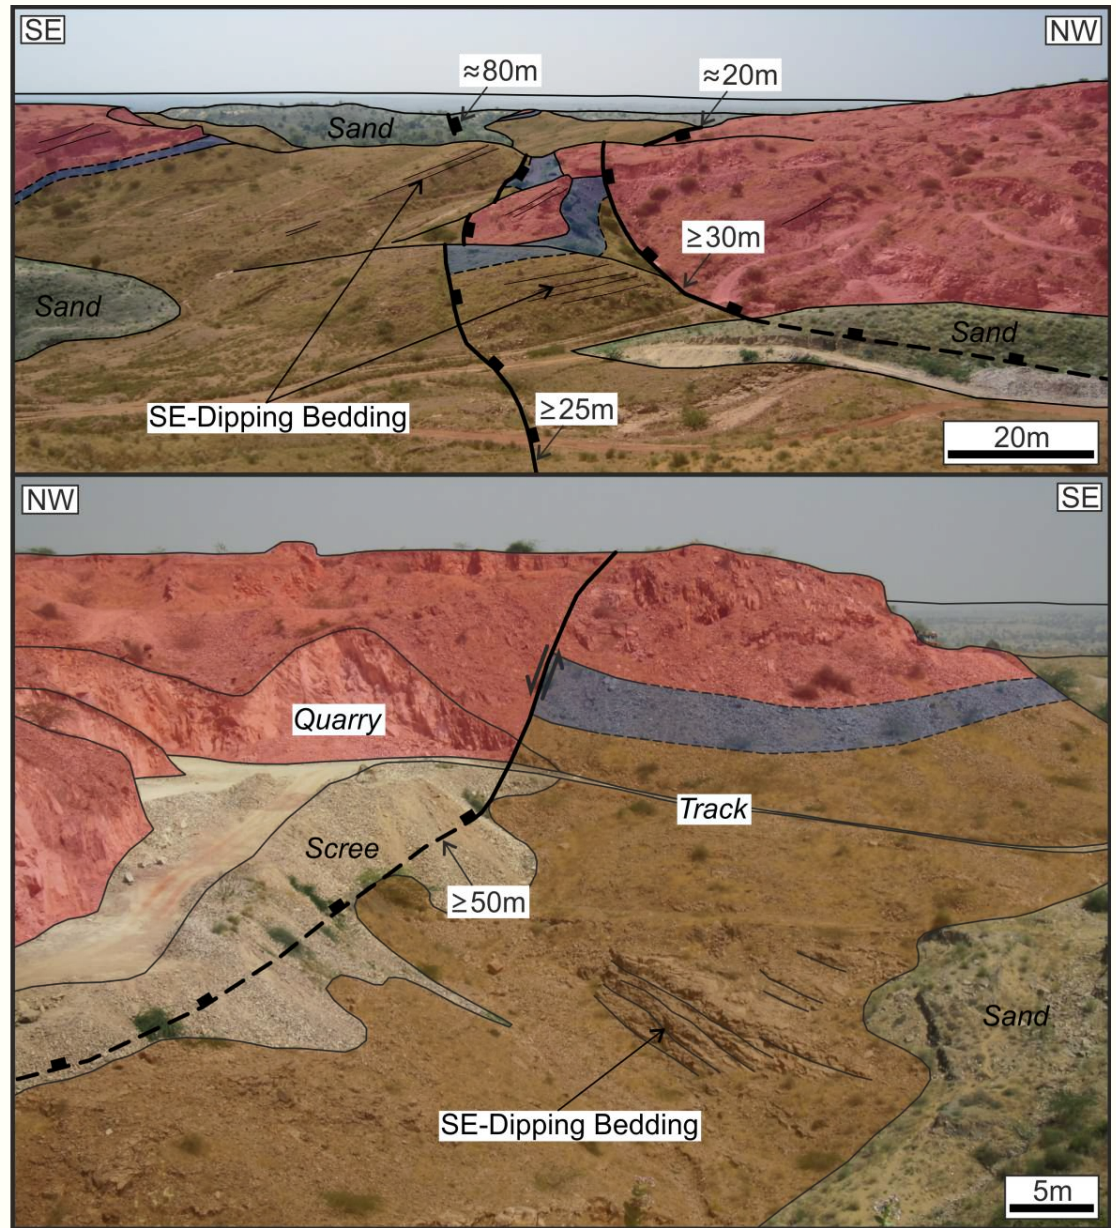 SE
NW
≈80m
≈20m
Sand
≥30m
Sand
Sand
SE-Dipping Bedding
≥25m
20m
NW
SE
Quarry
Track
Scree
≥50m
Sand
SE-Dipping Bedding
5m